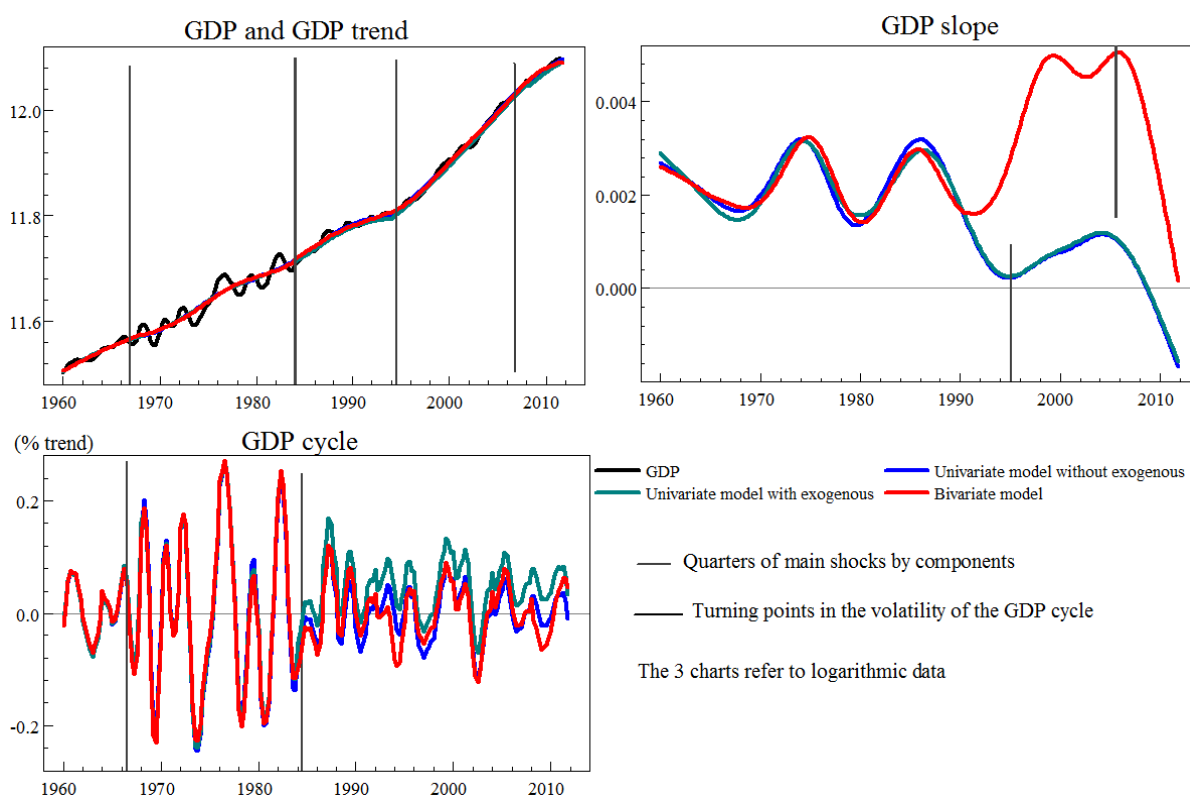 GDP and GDP trend
12.0
11.8
11.6
1960 1970 1980 1990 2000 2010
GDP slope
0.004
0.002
0.000
1960 1970 1980 1990 2000 2010
(% trend)
GDP cycle
0.2
0.0
-0.2
1960 1970 1980 1990 2000 2010
GDP
Univariate model without exogenous
Univariate model with exogenous
Bivariate model
Quarters of main shocks by components
Turning points in the volatility of the GDP cycle
The 3 charts refer to logarithmic data